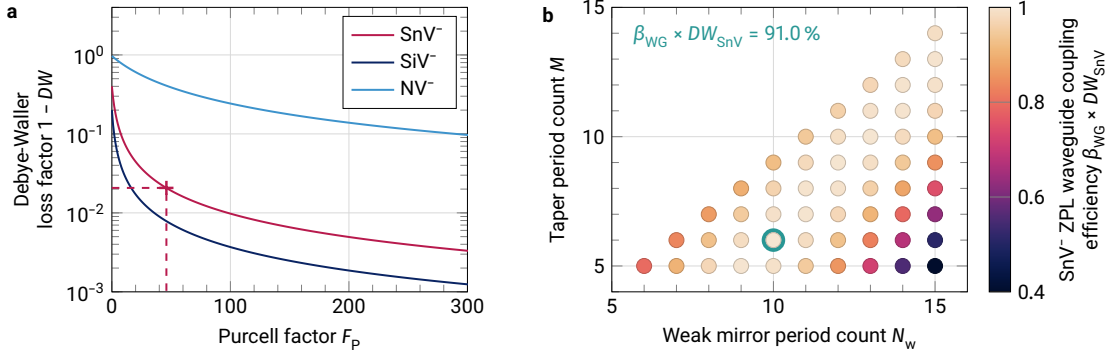 a
Debye-Waller
loss factor 1 − DW
10⁰
10⁻¹
10⁻²
10⁻³
0
100
200
300
Purcell factor F_P
SnV⁻
SiV⁻
NV⁻
b
β_WG × DW_SnV = 91.0 %
Taper period count M
15
10
5
5
10
15
Weak mirror period count N_w
1
0.8
0.6
0.4
SnV⁻ ZPL waveguide coupling
efficiency β_WG × DW_SnV